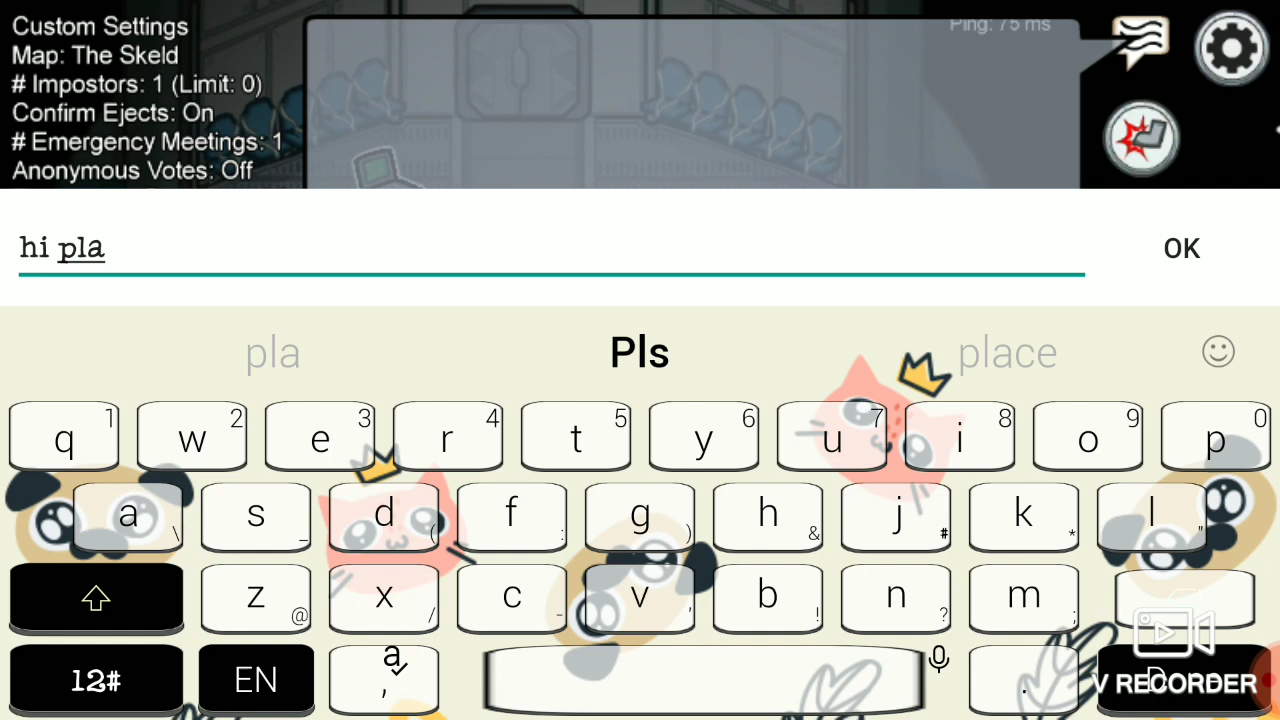 Custom Settings
Map: The Skeld
# Impostors: 1 (Limit: 0)
Confirm Ejects: On
# Emergency Meetings: 1
Anonymous Votes: Off
Ping: 75 ms
hi pla
OK
pla Pls place
1 2 3 4 5 6 7 8 9 0
q w e r t y u i o p
a s d f g h j k l
\ _ ( : ) & # * "
z x c v b n m
@ / - ' ! ? ;
12# EN a , .
V RECORDER